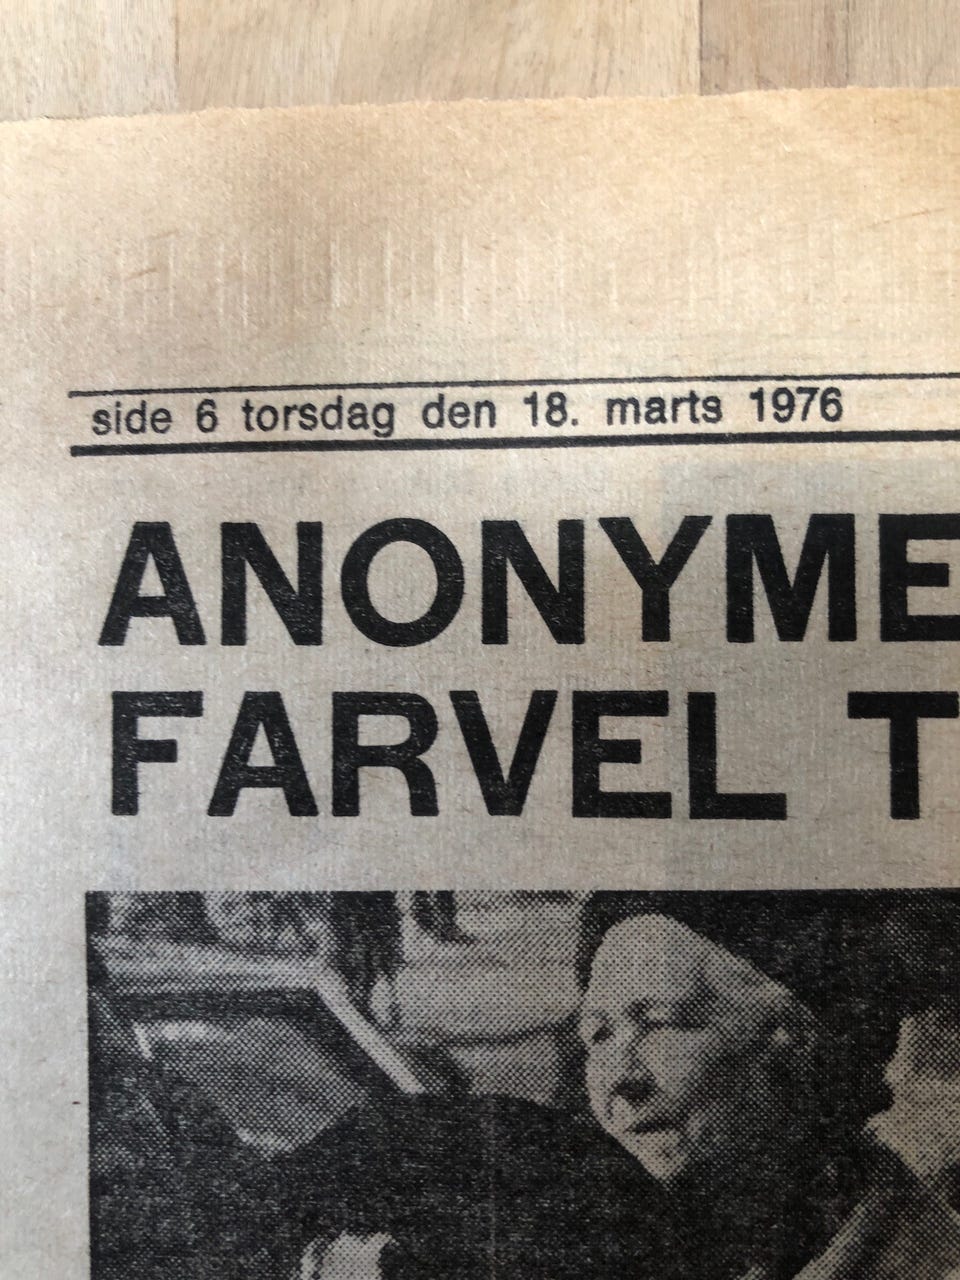 side 6 torsdag den 18. marts 1976
ANONYME
FARVEL T